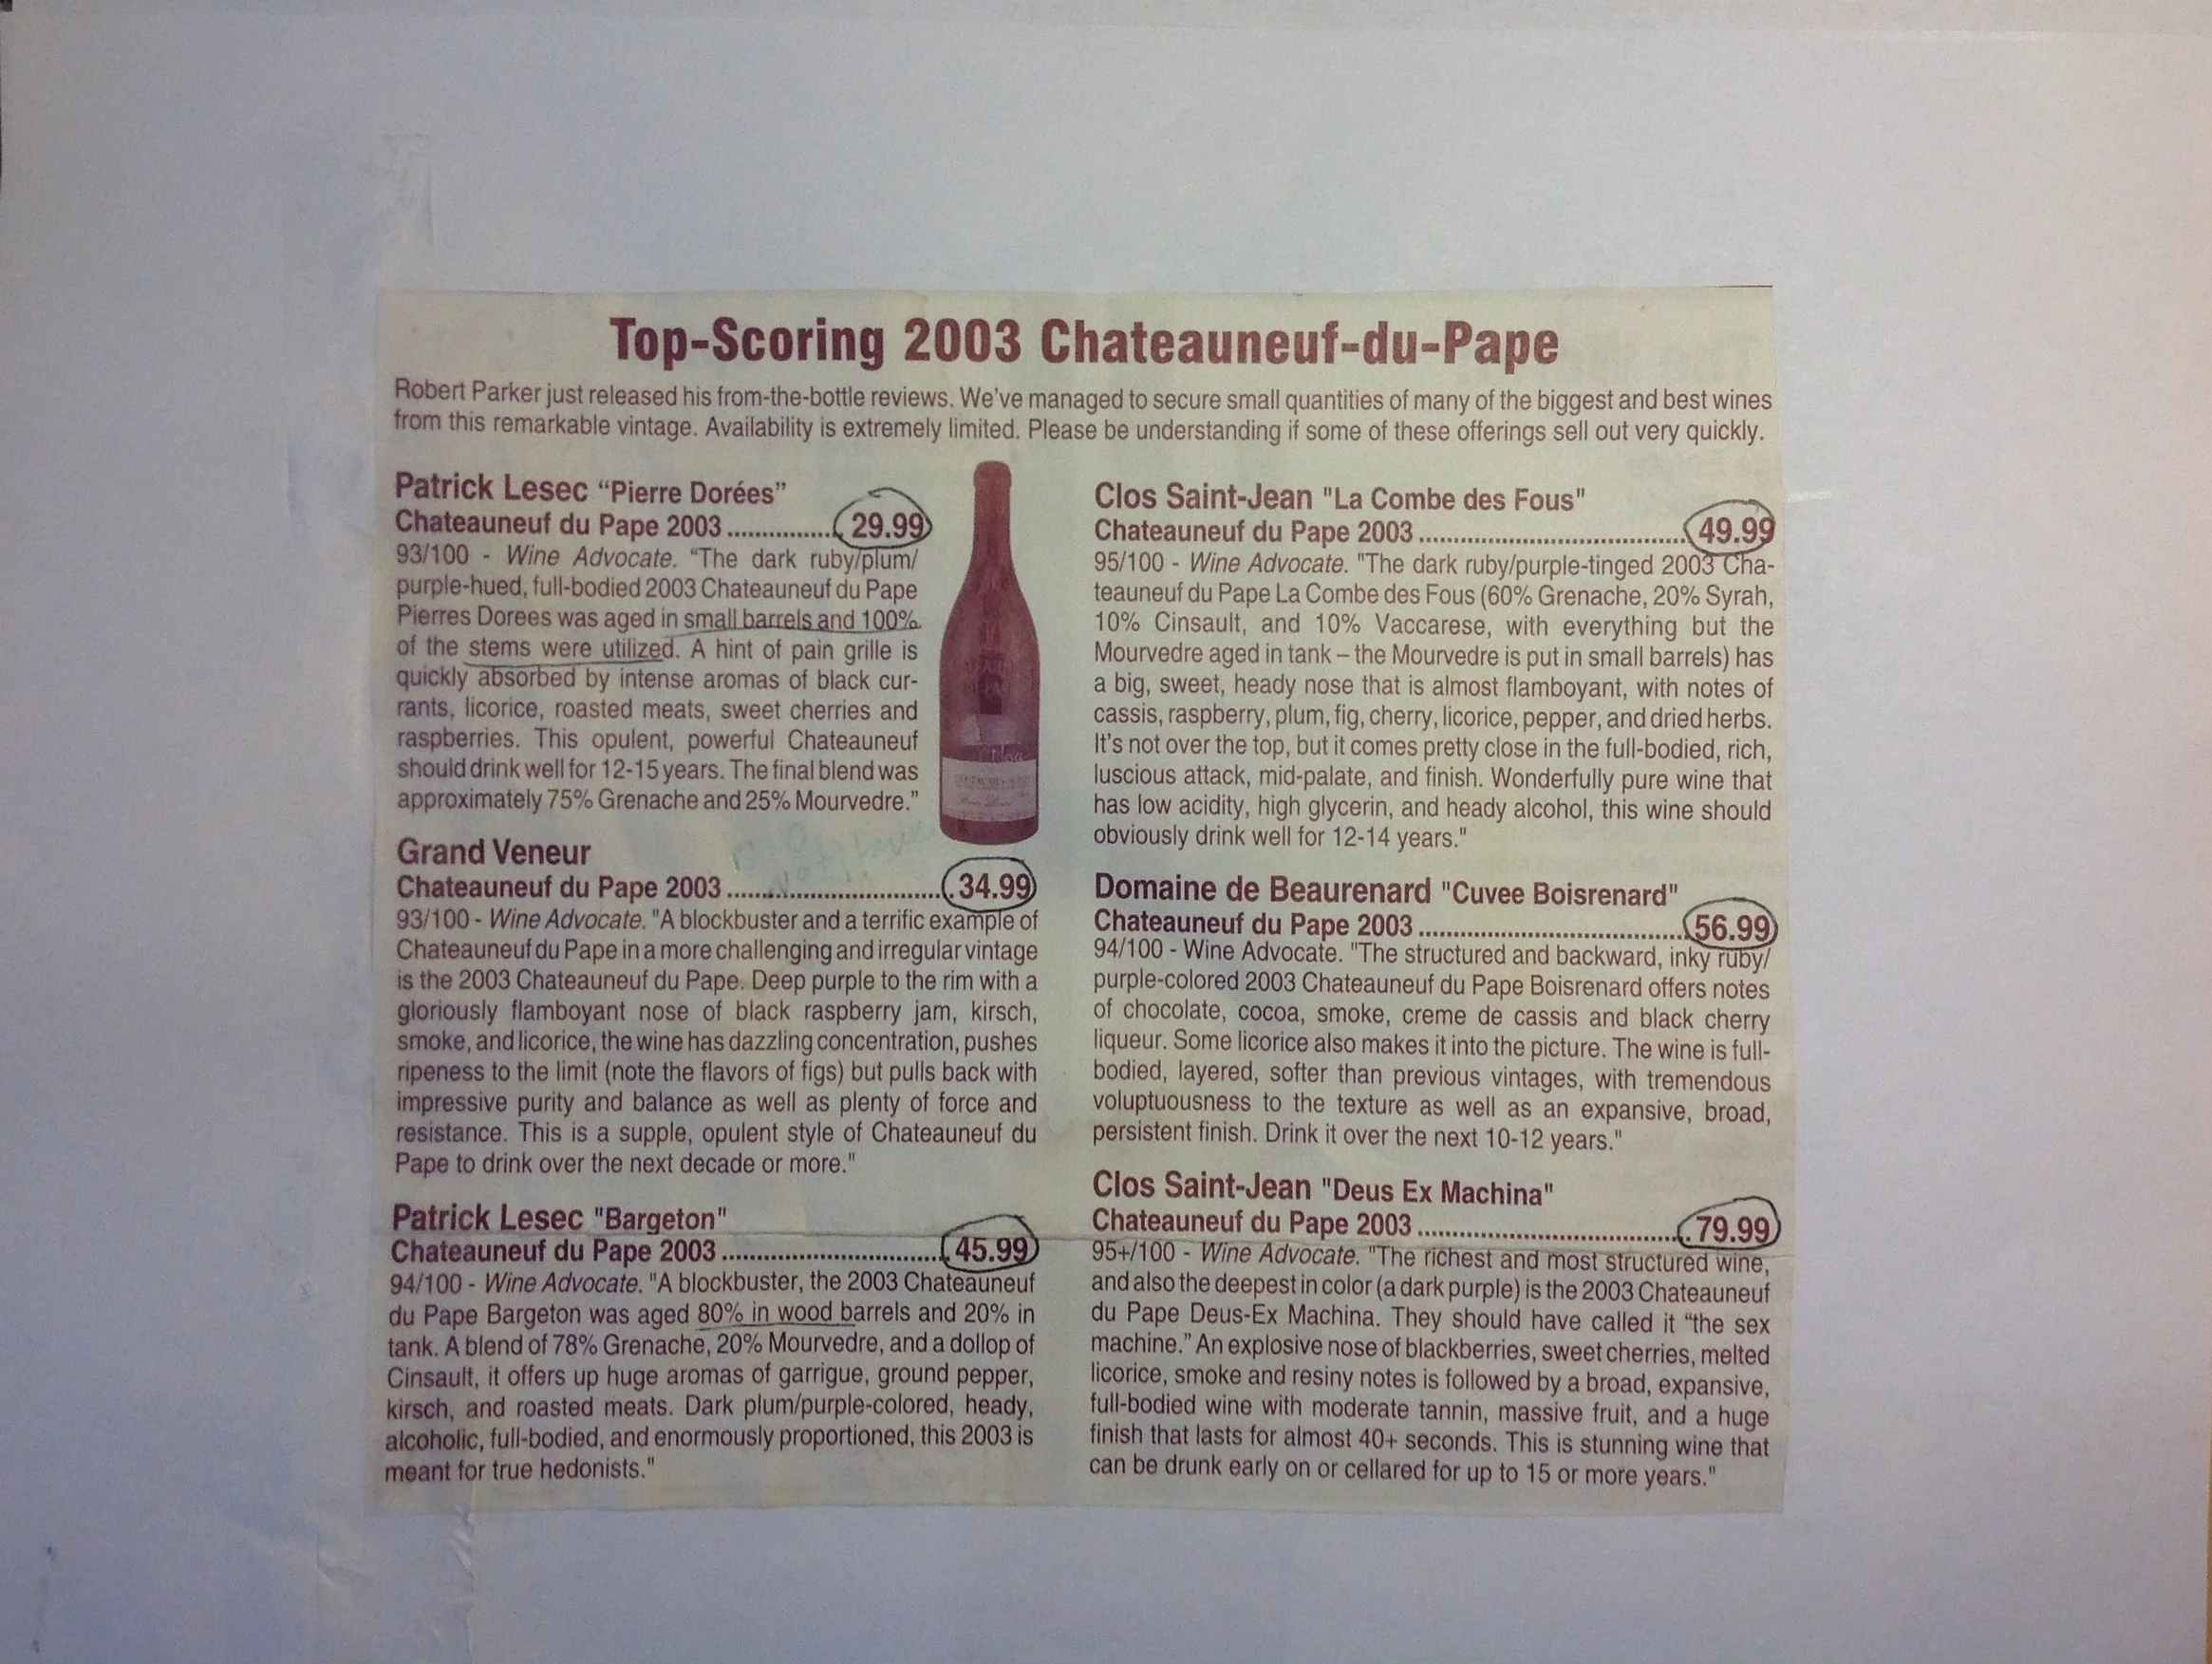 Top-Scoring 2003 Chateauneuf-du-Pape
Robert Parker just released his from-the-bottle reviews. We've managed to secure small quantities of many of the biggest and best wines
from this remarkable vintage. Availability is extremely limited. Please be understanding if some of these offerings sell out very quickly.
Patrick Lesec “Pierre Dorées”
Chateauneuf du Pape 2003................. 29.99
93/100 - Wine Advocate. “The dark ruby/plum/
purple-hued, full-bodied 2003 Chateauneuf du Pape
Pierres Dorees was aged in small barrels and 100%
of the stems were utilized. A hint of pain grille is
quickly absorbed by intense aromas of black cur-
rants, licorice, roasted meats, sweet cherries and
raspberries. This opulent, powerful Chateauneuf
should drink well for 12-15 years. The final blend was
approximately 75% Grenache and 25% Mourvedre.”
Grand Veneur
Chateauneuf du Pape 2003.................................34.99
93/100 - Wine Advocate. "A blockbuster and a terrific example of
Chateauneuf du Pape in a more challenging and irregular vintage
is the 2003 Chateauneuf du Pape. Deep purple to the rim with a
gloriously flamboyant nose of black raspberry jam, kirsch,
smoke, and licorice, the wine has dazzling concentration, pushes
ripeness to the limit (note the flavors of figs) but pulls back with
impressive purity and balance as well as plenty of force and
resistance. This is a supple, opulent style of Chateauneuf du
Pape to drink over the next decade or more."
Patrick Lesec "Bargeton"
Chateauneuf du Pape 2003.................................45.99
94/100 - Wine Advocate. "A blockbuster, the 2003 Chateauneuf
du Pape Bargeton was aged 80% in wood barrels and 20% in
tank. A blend of 78% Grenache, 20% Mourvedre, and a dollop of
Cinsault, it offers up huge aromas of garrigue, ground pepper,
kirsch, and roasted meats. Dark plum/purple-colored, heady,
alcoholic, full-bodied, and enormously proportioned, this 2003 is
meant for true hedonists."
Clos Saint-Jean "La Combe des Fous"
Chateauneuf du Pape 2003.......................................49.99
95/100 - Wine Advocate. "The dark ruby/purple-tinged 2003 Cha-
teauneuf du Pape La Combe des Fous (60% Grenache, 20% Syrah,
10% Cinsault, and 10% Vaccarese, with everything but the
Mourvedre aged in tank – the Mourvedre is put in small barrels) has
a big, sweet, heady nose that is almost flamboyant, with notes of
cassis, raspberry, plum, fig, cherry, licorice, pepper, and dried herbs.
It's not over the top, but it comes pretty close in the full-bodied, rich,
luscious attack, mid-palate, and finish. Wonderfully pure wine that
has low acidity, high glycerin, and heady alcohol, this wine should
obviously drink well for 12-14 years."
Domaine de Beaurenard "Cuvee Boisrenard"
Chateauneuf du Pape 2003.......................................56.99
94/100 - Wine Advocate. "The structured and backward, inky ruby/
purple-colored 2003 Chateauneuf du Pape Boisrenard offers notes
of chocolate, cocoa, smoke, creme de cassis and black cherry
liqueur. Some licorice also makes it into the picture. The wine is full-
bodied, layered, softer than previous vintages, with tremendous
voluptuousness to the texture as well as an expansive, broad,
persistent finish. Drink it over the next 10-12 years."
Clos Saint-Jean "Deus Ex Machina"
Chateauneuf du Pape 2003.......................................79.99
95+/100 - Wine Advocate. "The richest and most structured wine,
and also the deepest in color (a dark purple) is the 2003 Chateauneuf
du Pape Deus-Ex Machina. They should have called it “the sex
machine.” An explosive nose of blackberries, sweet cherries, melted
licorice, smoke and resiny notes is followed by a broad, expansive,
full-bodied wine with moderate tannin, massive fruit, and a huge
finish that lasts for almost 40+ seconds. This is stunning wine that
can be drunk early on or cellared for up to 15 or more years."